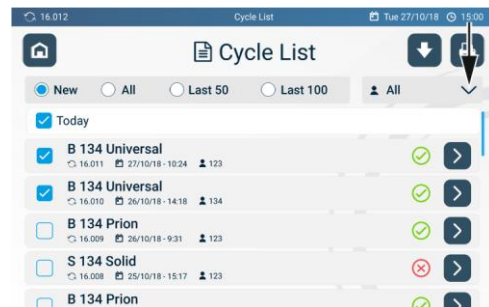 16.012 Cycle List Tue 27/10/18 15:00
Cycle List
New All Last 50 Last 100 All
Today
B 134 Universal
16.011 27/10/18 - 10:24 123
B 134 Universal
16.010 26/10/18 - 14:18 134
B 134 Prion
16.009 26/10/18 - 9:31 123
S 134 Solid
16.008 25/10/18 - 15:17 123
B 134 Prion